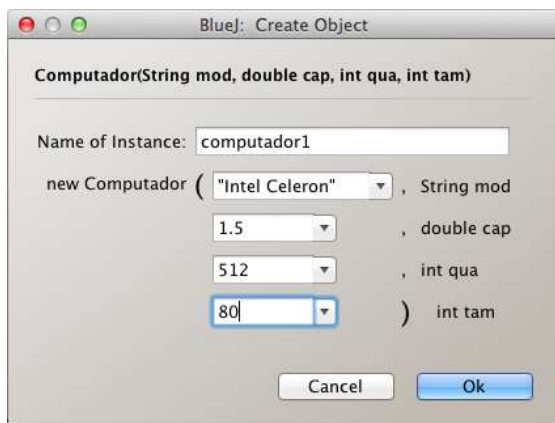 BlueJ: Create Object
Computador(String mod, double cap, int qua, int tam)
Name of Instance: computador1
new Computador ( "Intel Celeron" , String mod
1.5 , double cap
512 , int qua
80 ) int tam
Cancel Ok